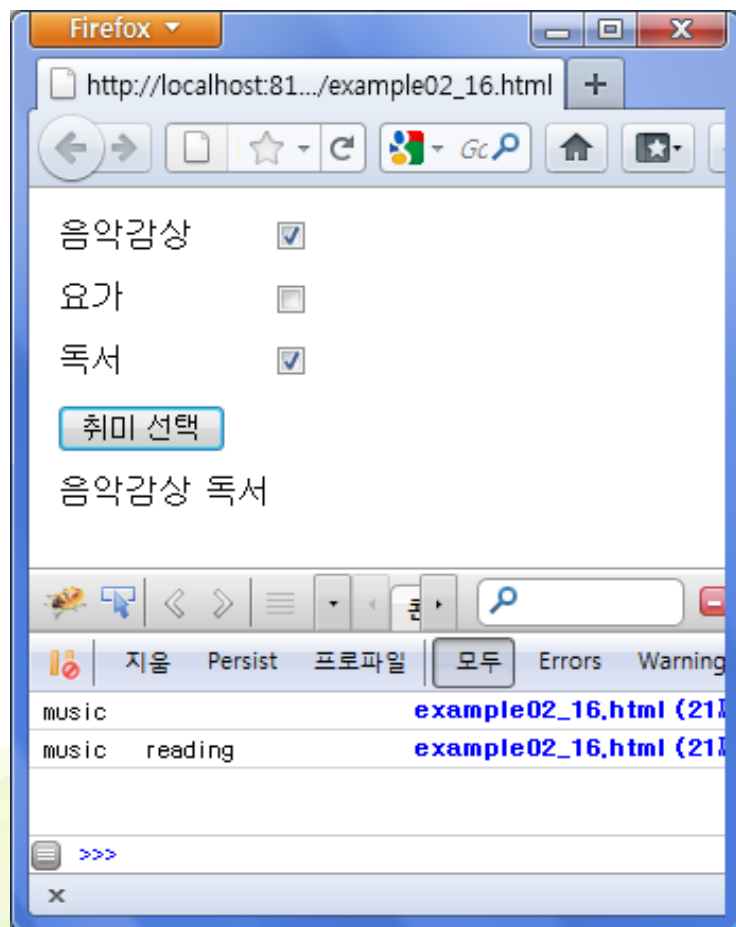 Firefox
http://localhost:81.../example02_16.html +
음악감상
요가
독서
취미 선택
음악감상 독서
지움 Persist 프로파일 모두 Errors Warning
music example02_16.html (21
music reading example02_16.html (21
>>>
x